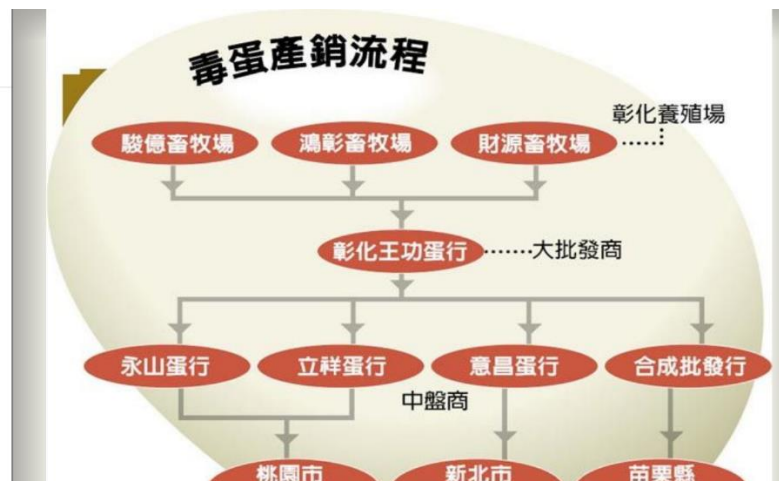 毒蛋產銷流程
彰化養殖場
駿億畜牧場 鴻彰畜牧場 財源畜牧場
彰化王功蛋行 大批發商
永山蛋行 立祥蛋行 意昌蛋行 合成批發行
中盤商
桃園市 新北市 苗栗縣